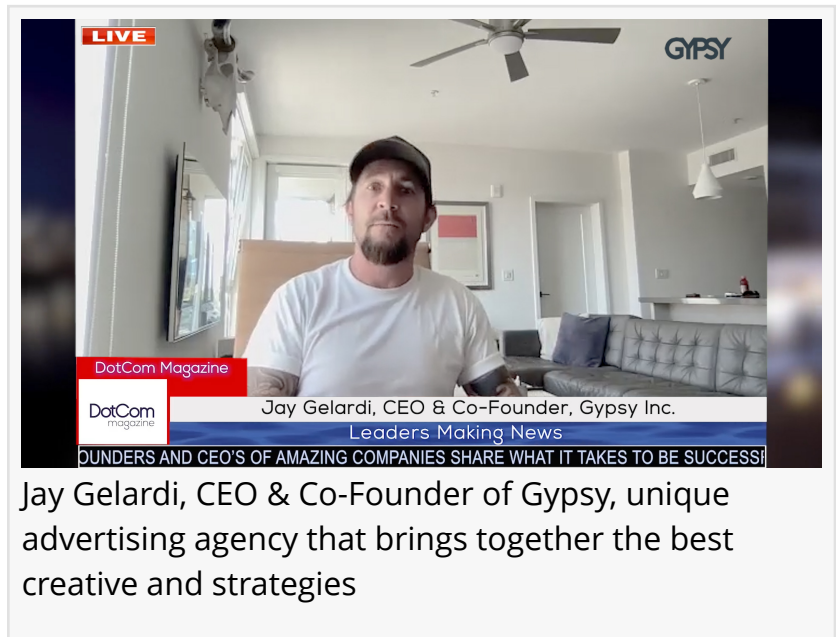 LIVE
GYPSY
DotCom Magazine
DotCom
magazine
Jay Gelardi, CEO & Co-Founder, Gypsy Inc.
Leaders Making News
OUNDERS AND CEO'S OF AMAZING COMPANIES SHARE WHAT IT TAKES TO BE SUCCESSF
Jay Gelardi, CEO & Co-Founder of Gypsy, unique
advertising agency that brings together the best
creative and strategies